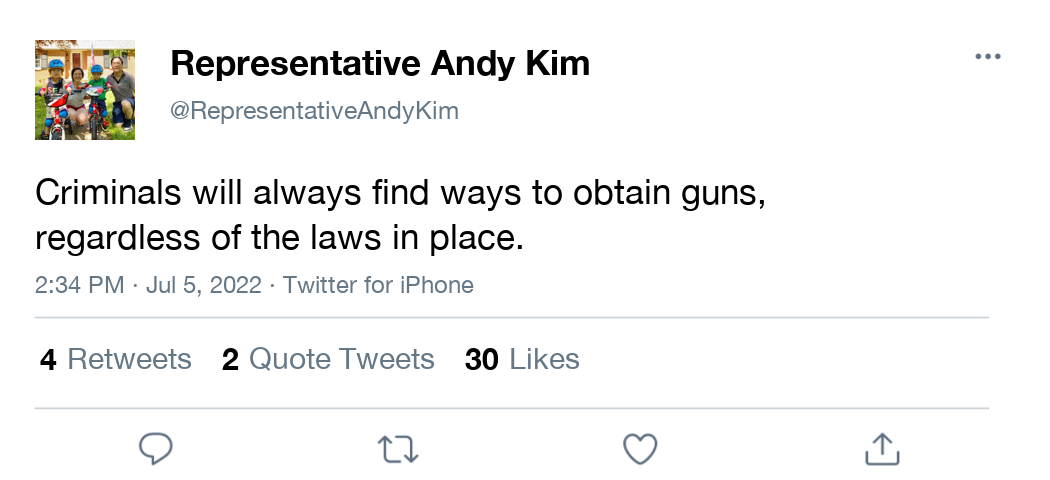 Representative Andy Kim
@RepresentativeAndyKim
Criminals will always find ways to obtain guns,
regardless of the laws in place.
2:34 PM · Jul 5, 2022 · Twitter for iPhone
4 Retweets 2 Quote Tweets 30 Likes